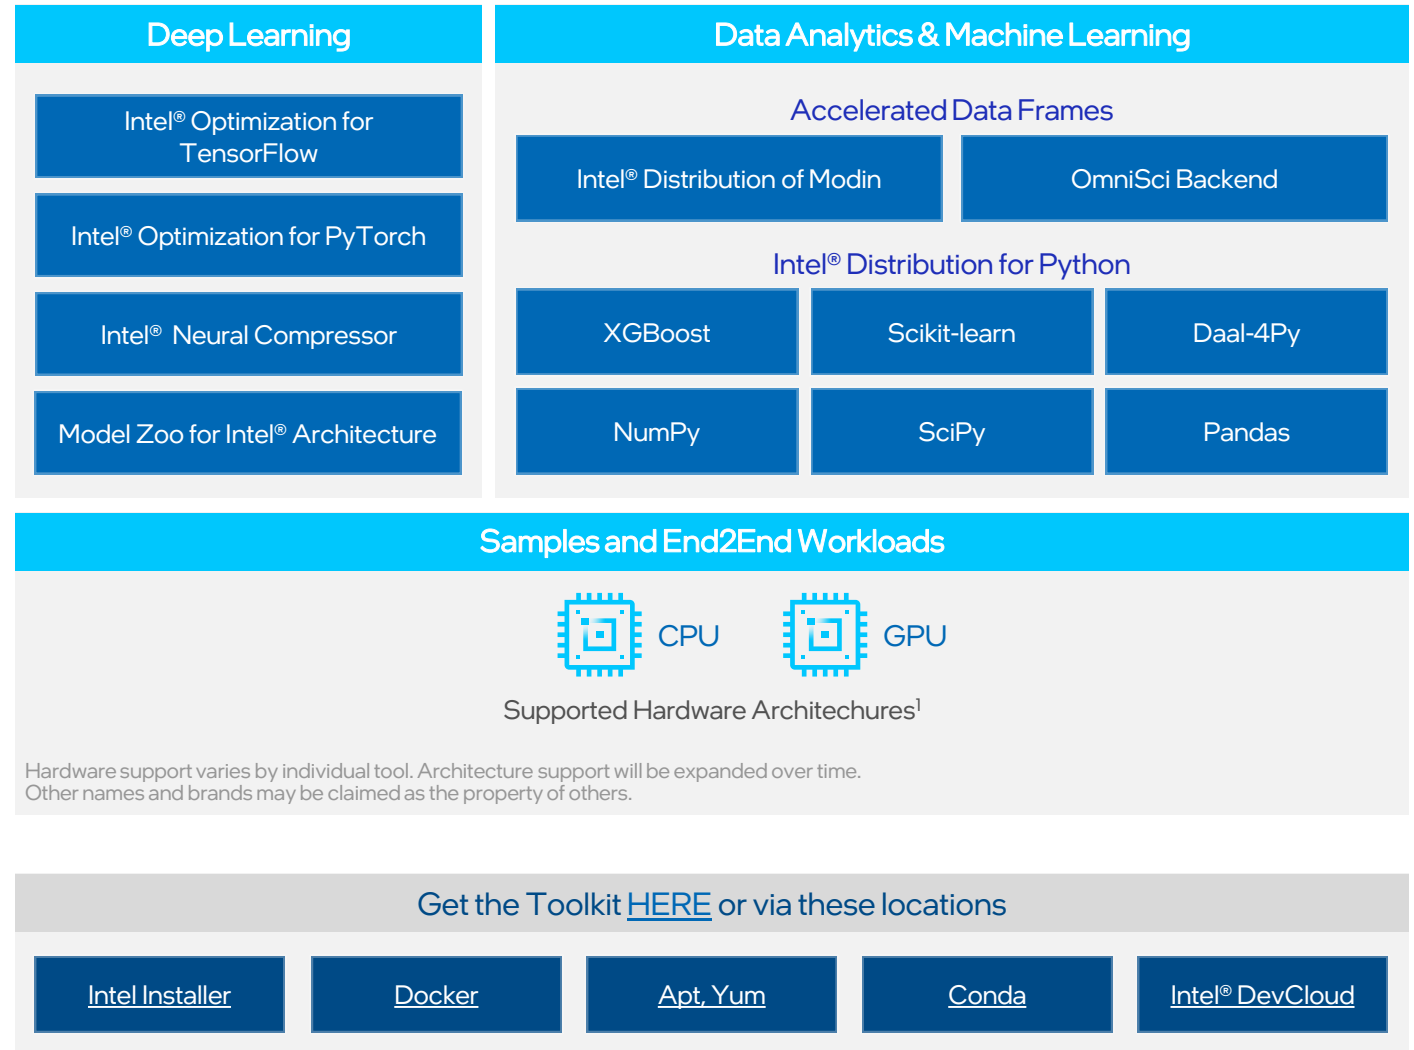 Deep Learning
Intel® Optimization for
TensorFlow
Intel® Optimization for PyTorch
Intel® Neural Compressor
Model Zoo for Intel® Architecture
Data Analytics & Machine Learning
Accelerated Data Frames
Intel® Distribution of Modin
OmniSci Backend
Intel® Distribution for Python
XGBoost
Scikit-learn
Daal-4Py
NumPy
SciPy
Pandas
Samples and End2End Workloads
CPU
GPU
Supported Hardware Architechures¹
Hardware support varies by individual tool. Architecture support will be expanded over time.
Other names and brands may be claimed as the property of others.
Get the Toolkit HERE or via these locations
Intel Installer
Docker
Apt, Yum
Conda
Intel® DevCloud